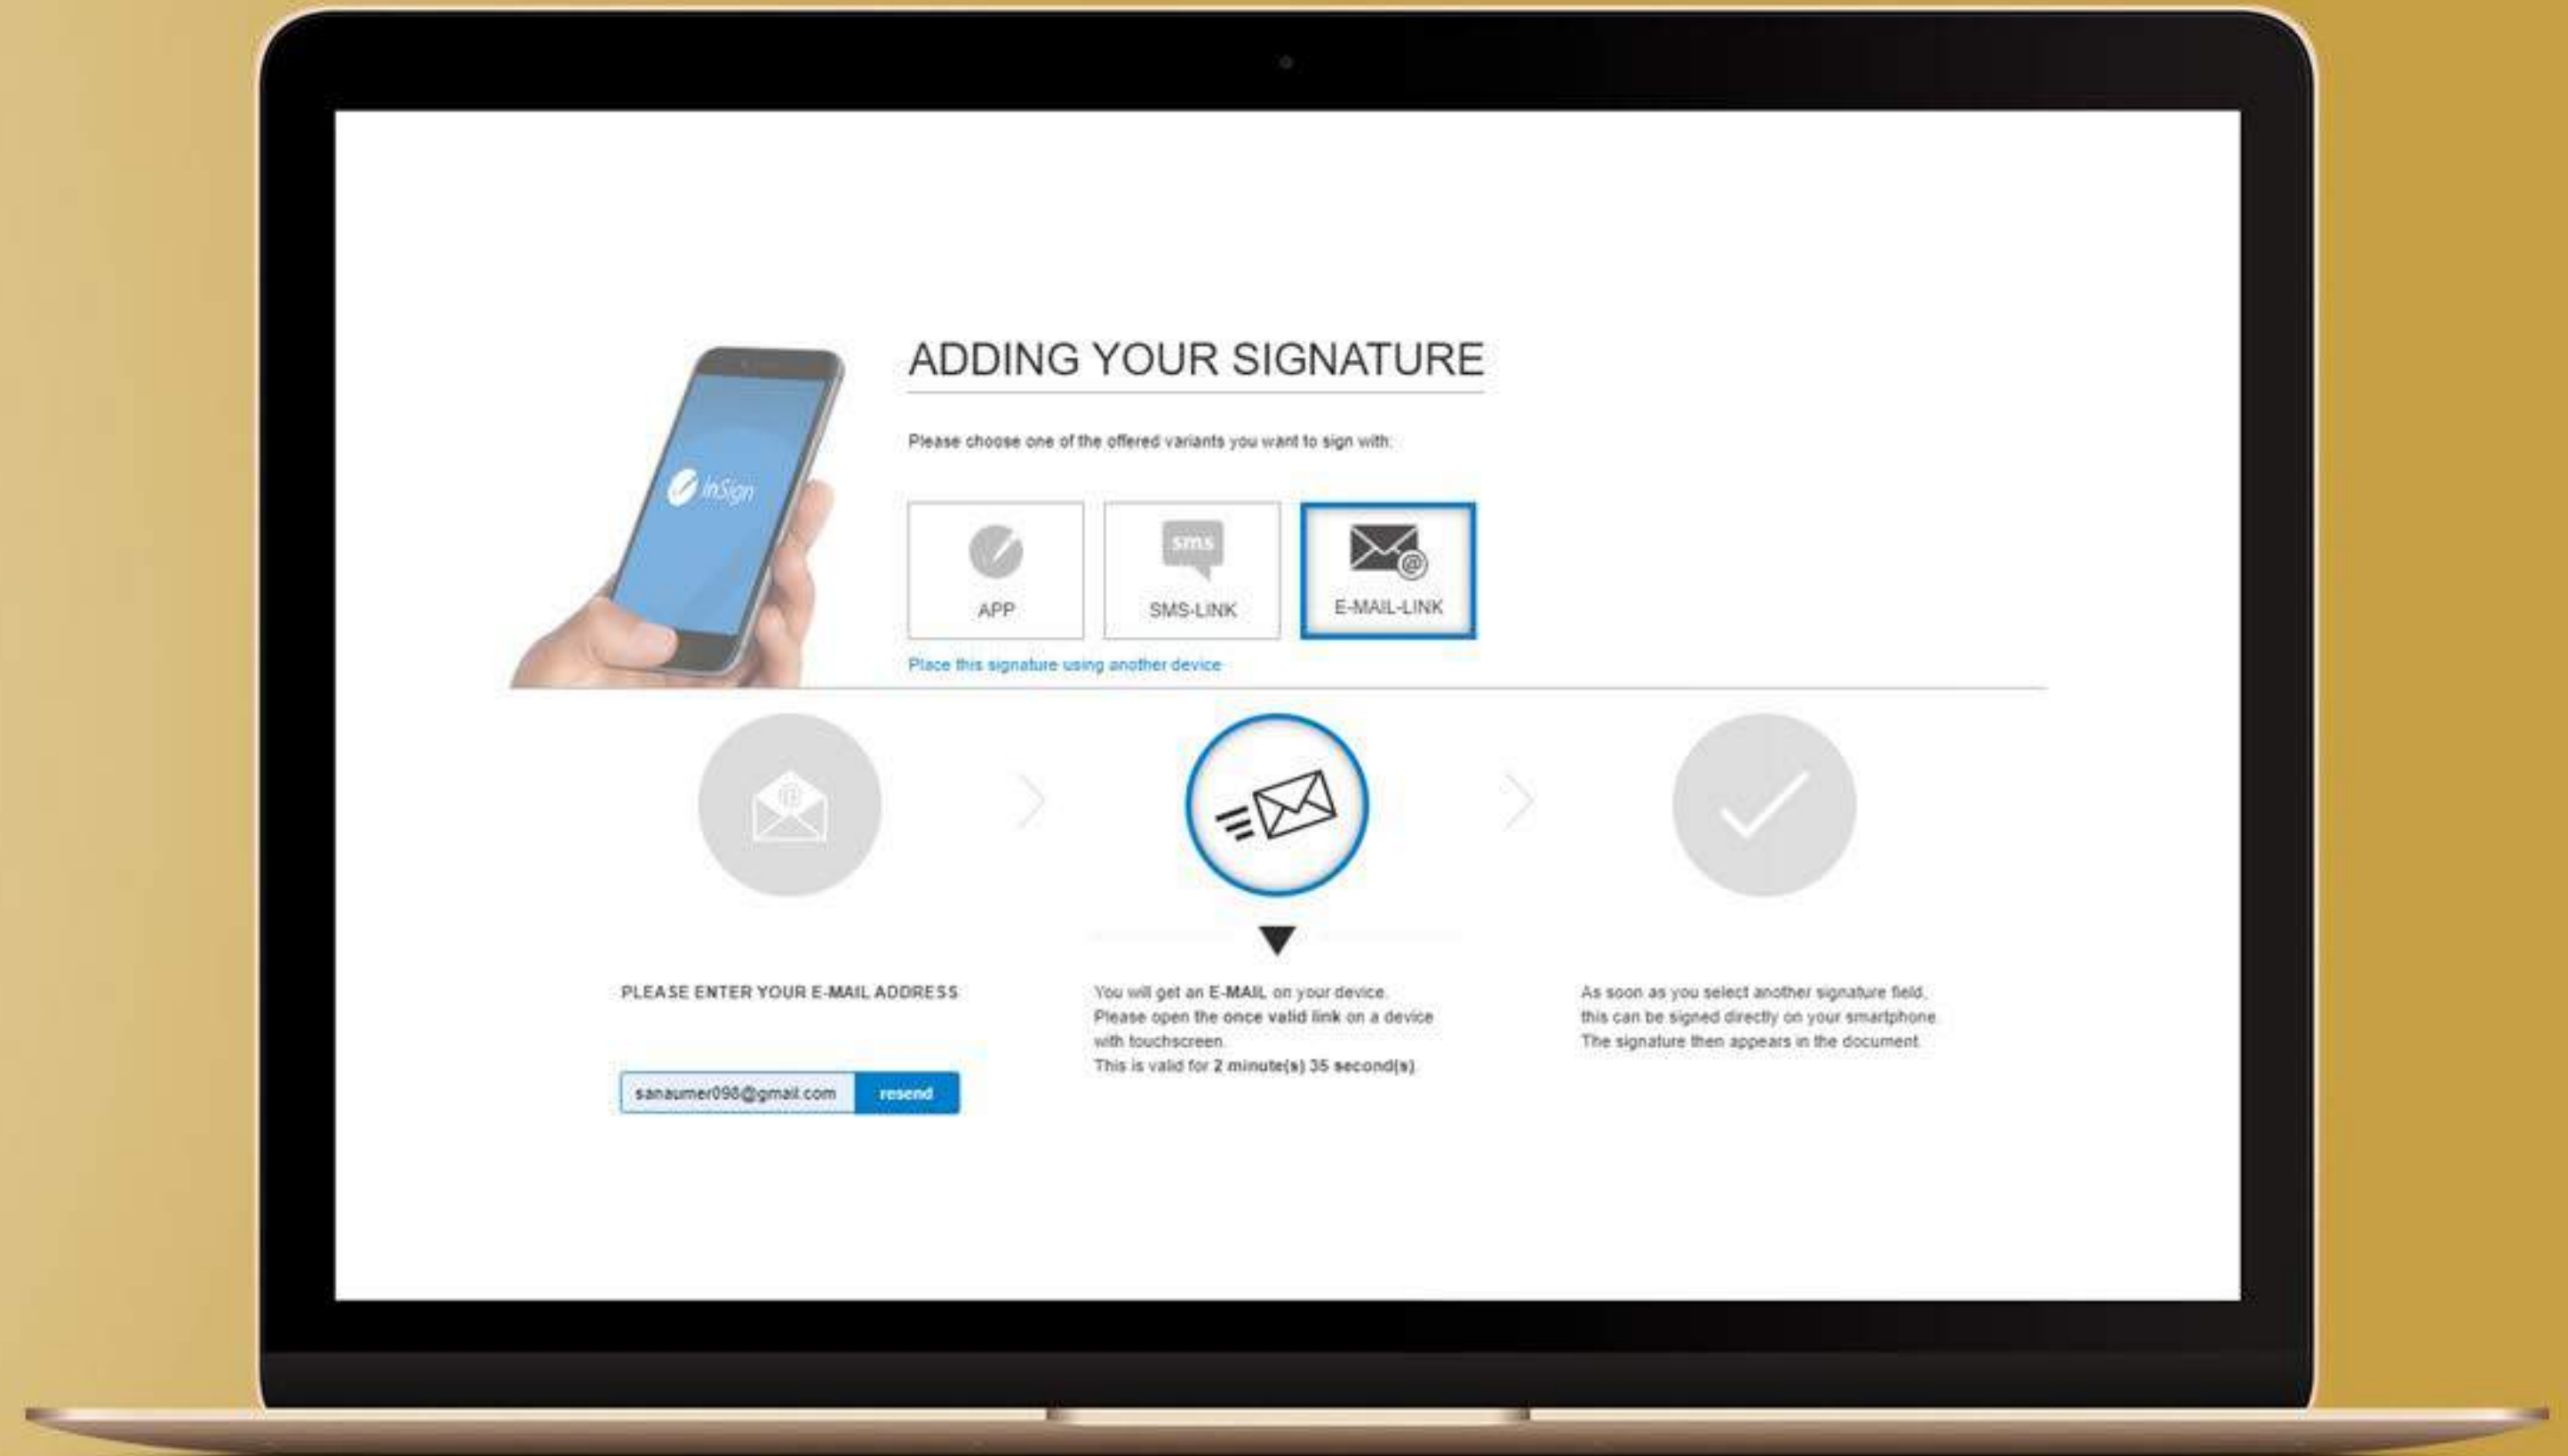 ADDING YOUR SIGNATURE
Please choose one of the offered variants you want to sign with:
InSign
sms
@
APP
SMS-LINK
E-MAIL-LINK
Place this signature using another device
@
PLEASE ENTER YOUR E-MAIL ADDRESS
sanaumer098@gmail.com
resend
You will get an E-MAIL on your device.
Please open the once valid link on a device
with touchscreen.
This is valid for 2 minute(s) 35 second(s).
As soon as you select another signature field,
this can be signed directly on your smartphone.
The signature then appears in the document.